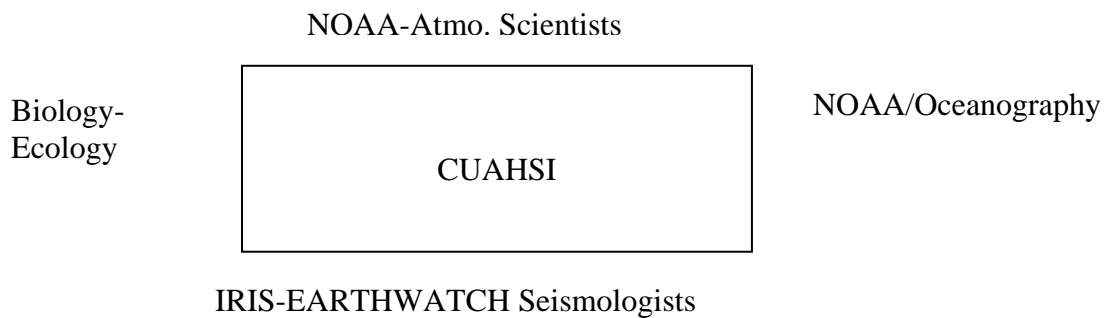 NOAA-Atmo. Scientists
Biology-
Ecology
NOAA/Oceanography
CUAHSI
IRIS-EARTHWATCH Seismologists